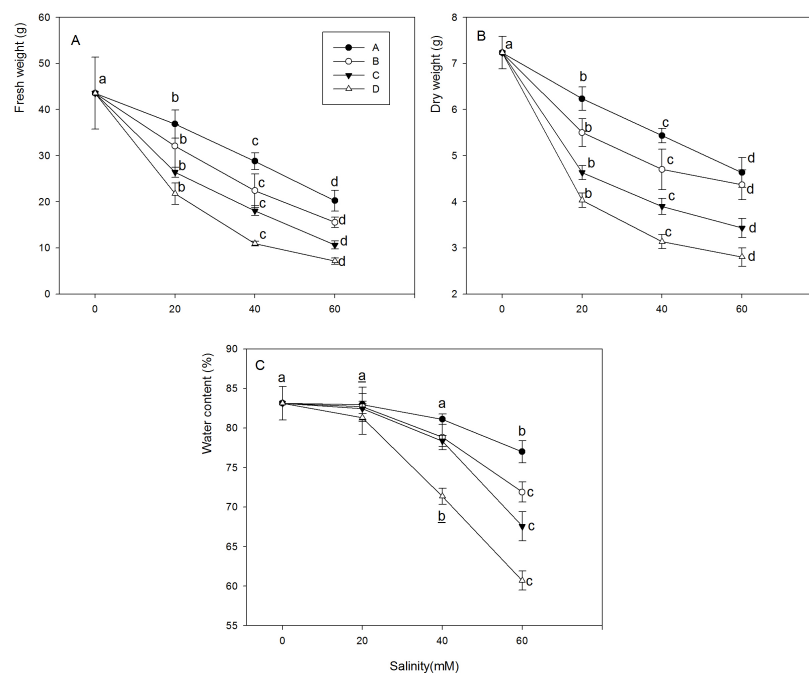 Fresh weight (g)
60
50
40
30
20
10
0
A
A
B
C
D
a
b
c
d
b
c
d
b
c
d
b
c
d
0
20
40
60
Dry weight (g)
8
7
6
5
4
3
2
B
a
b
c
d
b
c
d
b
c
d
b
c
d
0
20
40
60
Water content (%)
90
85
80
75
70
65
60
55
C
a
a
a
b
c
c
b
c
0
20
40
60
Salinity(mM)